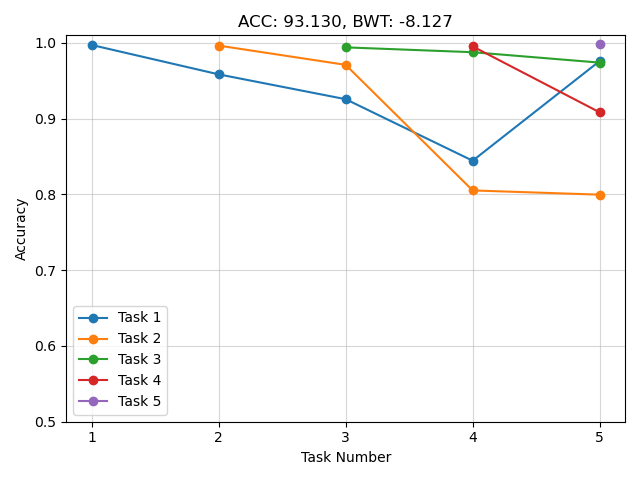 ACC: 93.130, BWT: -8.127
1.0
0.9
0.8
0.7
0.6
0.5
Accuracy
Task 1
Task 2
Task 3
Task 4
Task 5
1 2 3 4 5
Task Number